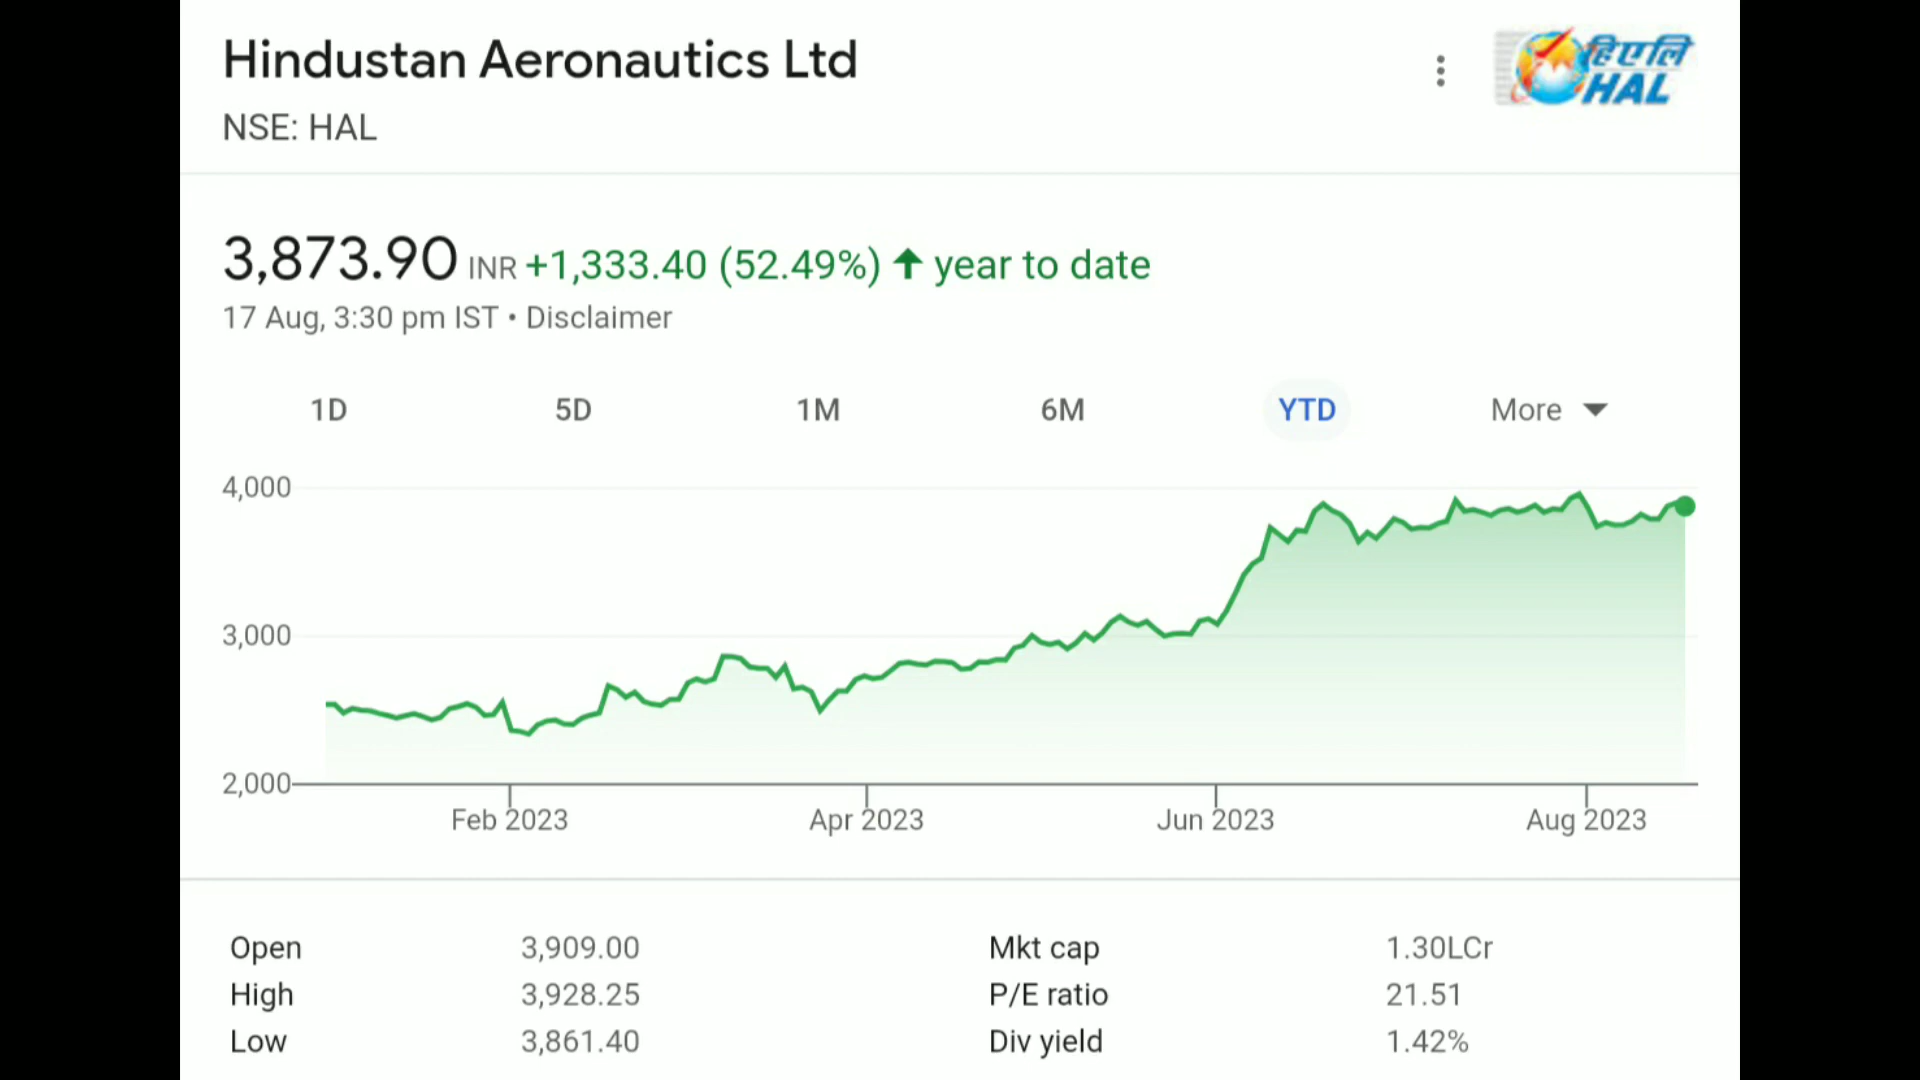 Hindustan Aeronautics Ltd
NSE: HAL
हिएलि
HAL
3,873.90 INR +1,333.40 (52.49%) ↑ year to date
17 Aug, 3:30 pm IST • Disclaimer
1D 5D 1M 6M YTD More
4,000
3,000
2,000
Feb 2023 Apr 2023 Jun 2023 Aug 2023
Open 3,909.00 Mkt cap 1.30LCr
High 3,928.25 P/E ratio 21.51
Low 3,861.40 Div yield 1.42%